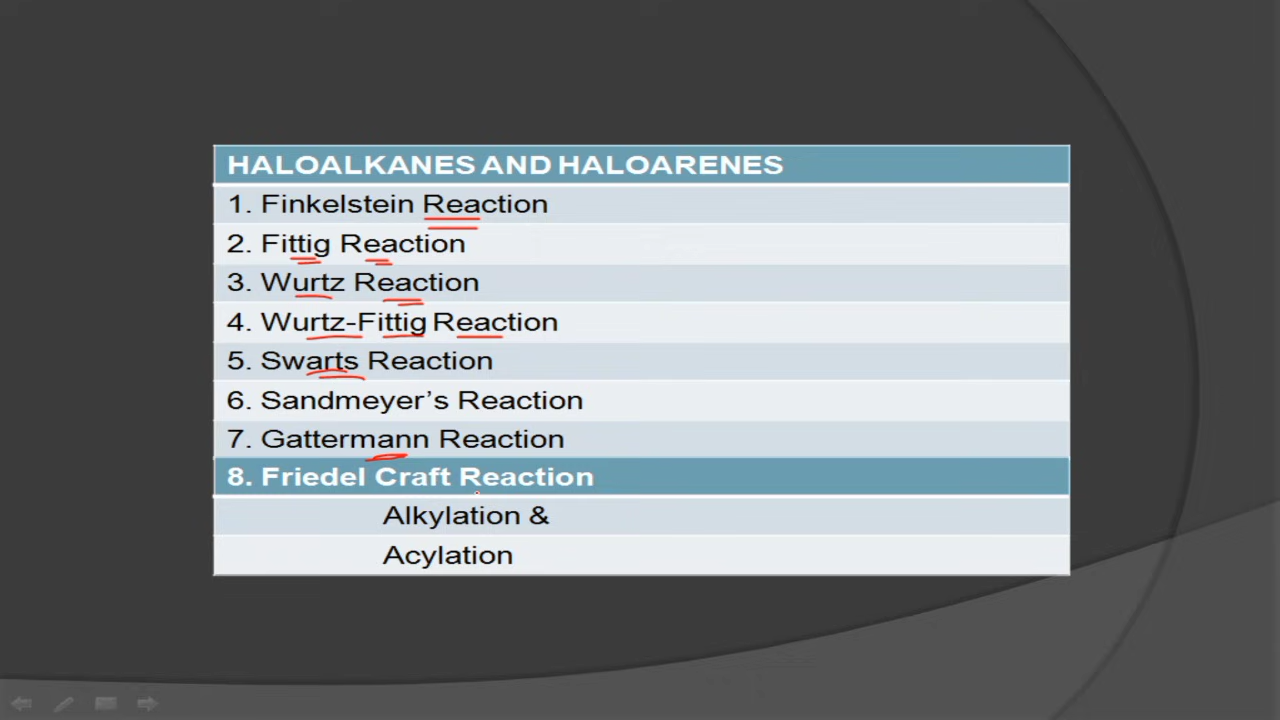 HALOALKANES AND HALOARENES
1. Finkelstein Reaction
2. Fittig Reaction
3. Wurtz Reaction
4. Wurtz-Fittig Reaction
5. Swarts Reaction
6. Sandmeyer’s Reaction
7. Gattermann Reaction
8. Friedel Craft Reaction
Alkylation &
Acylation